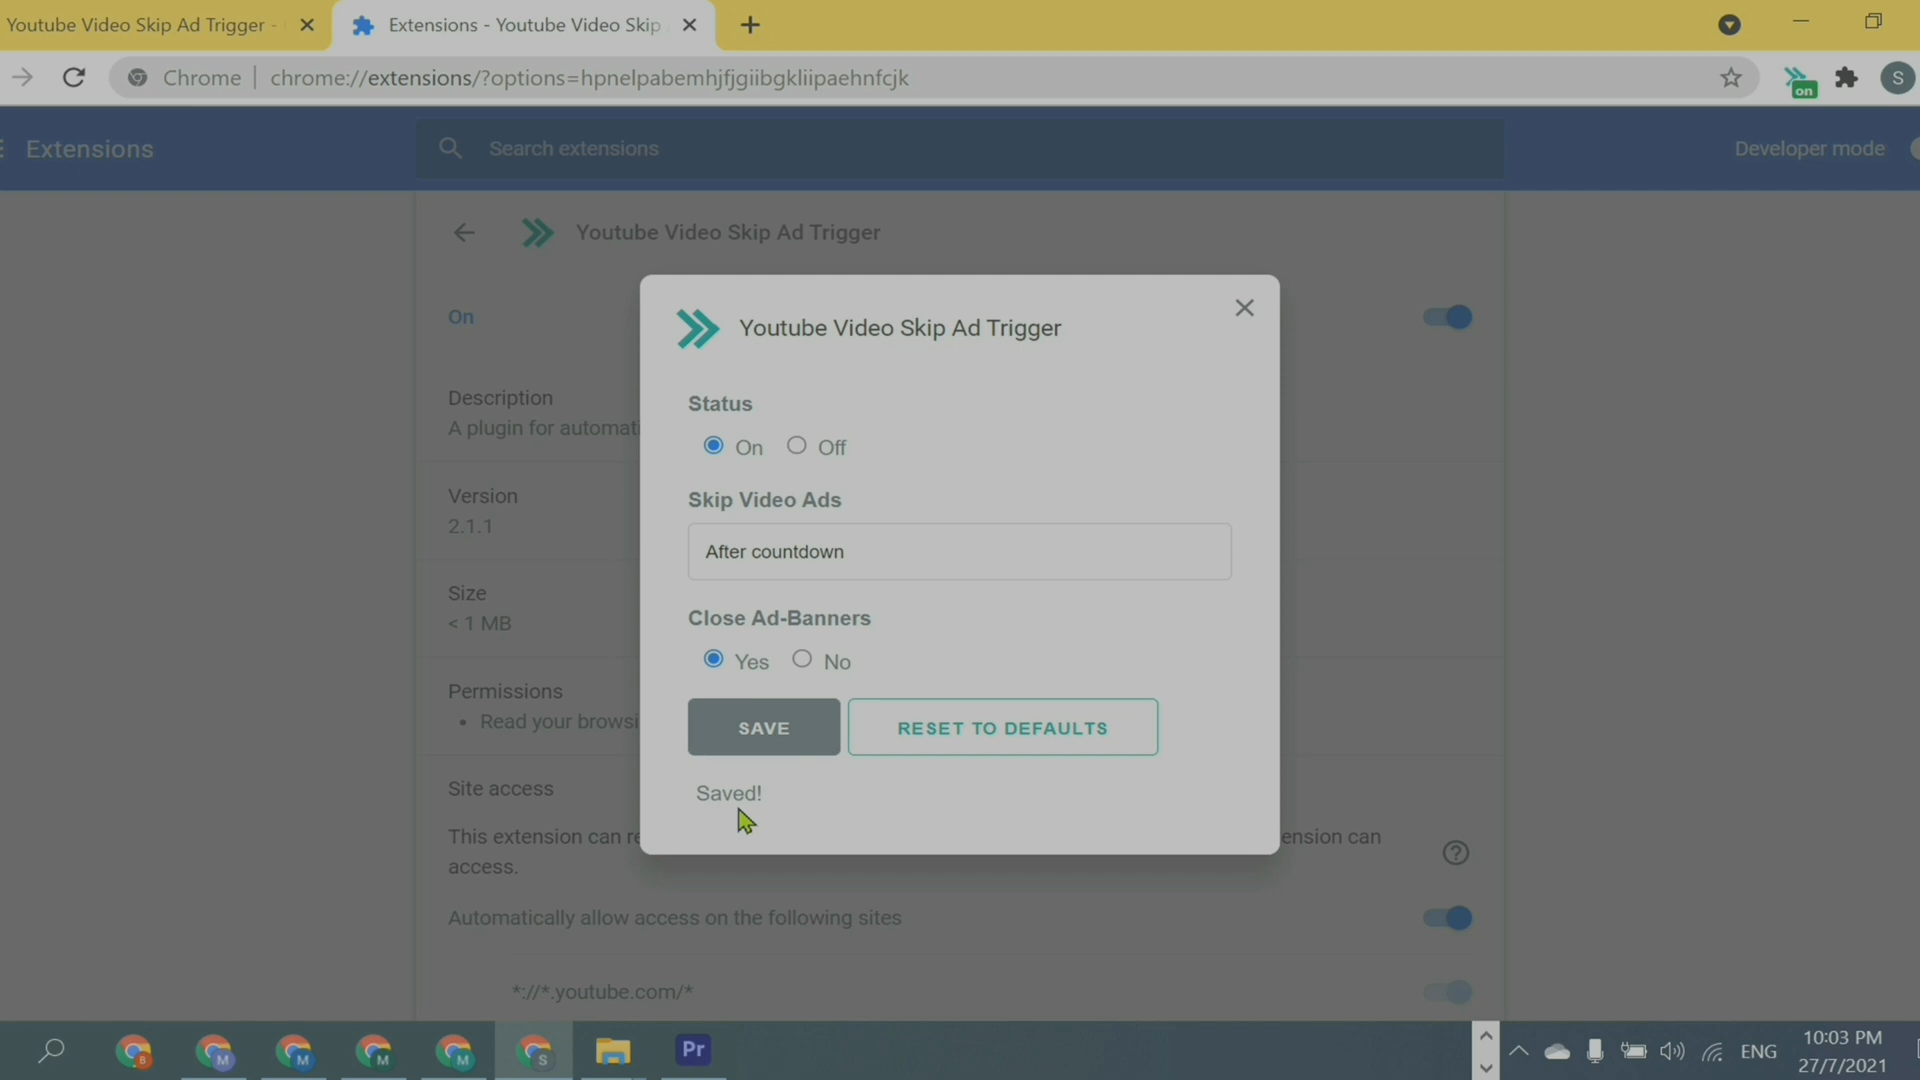 Youtube Video Skip Ad Trigger -
Extensions - Youtube Video Skip
Chrome
chrome://extensions/?options=hpnelpabemhjfjgiibgkliipaehnfcjk
on
S
Extensions
Search extensions
Developer mode
Youtube Video Skip Ad Trigger
On
Description
A plugin for automati
Version
2.1.1
Size
< 1 MB
Permissions
• Read your browsi
Site access
This extension can re
ension can
access.
Automatically allow access on the following sites
*://*.youtube.com/*
Youtube Video Skip Ad Trigger
Status
On
Off
Skip Video Ads
After countdown
Close Ad-Banners
Yes
No
SAVE
RESET TO DEFAULTS
Saved!
B
M
M
M
M
S
Pr
ENG
10:03 PM
27/7/2021